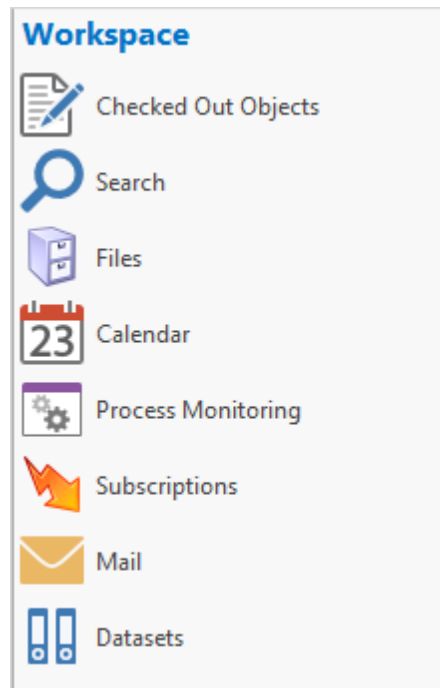 Workspace
Checked Out Objects
Search
Files
23 Calendar
Process Monitoring
Subscriptions
Mail
Datasets